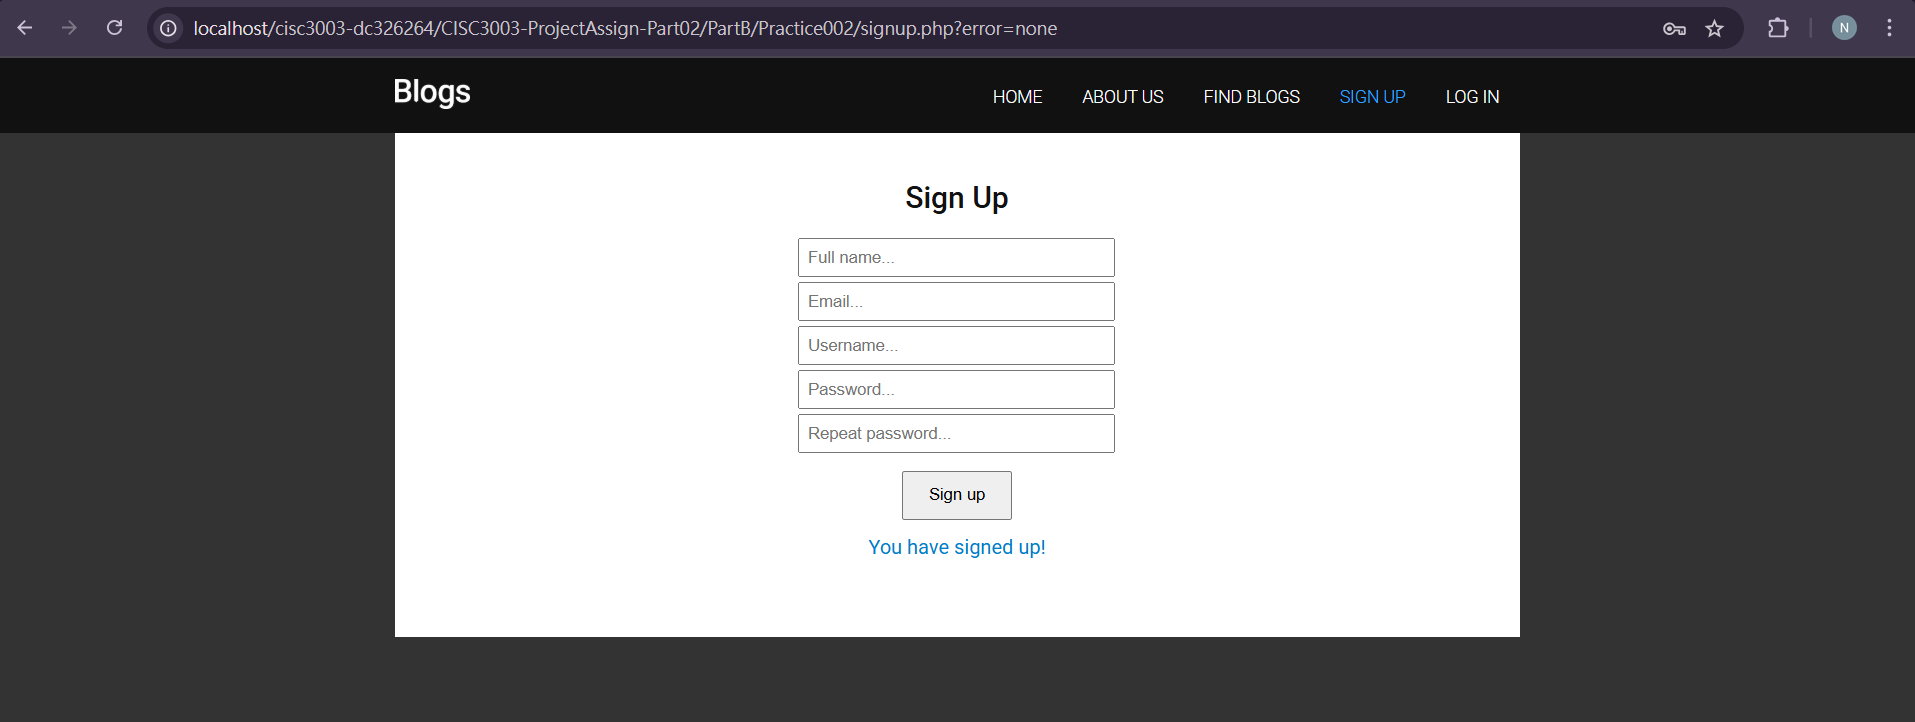 localhost/cisc3003-dc326264/CISC3003-ProjectAssign-Part02/PartB/Practice002/signup.php?error=none
N
Blogs
HOME ABOUT US FIND BLOGS SIGN UP LOG IN
Sign Up
Full name...
Email...
Username...
Password...
Repeat password...
Sign up
You have signed up!